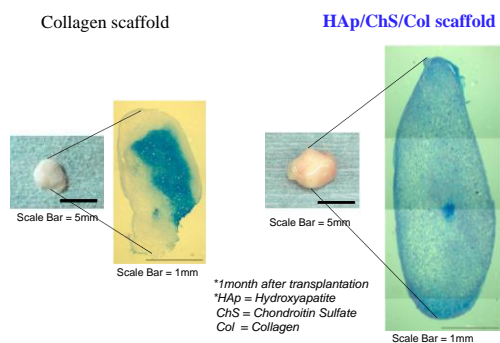 Collagen scaffold
HAp/ChS/Col scaffold
Scale Bar = 5mm
Scale Bar = 1mm
Scale Bar = 5mm
*1month after transplantation
*HAp = Hydroxyapatite
ChS = Chondroitin Sulfate
Col = Collagen
Scale Bar = 1mm